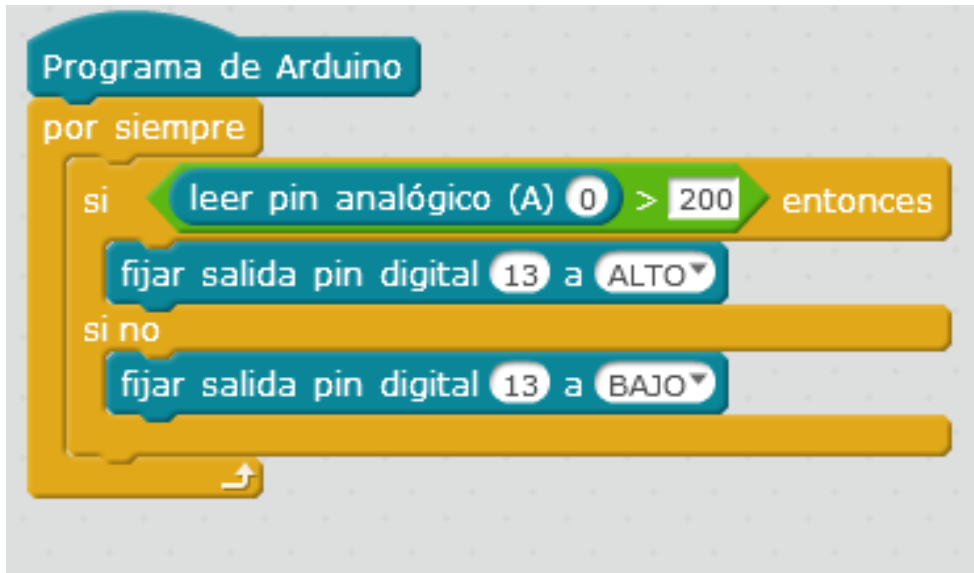 Programa de Arduino
por siempre
si leer pin analógico (A) 0 > 200 entonces
fijar salida pin digital 13 a ALTO
si no
fijar salida pin digital 13 a BAJO